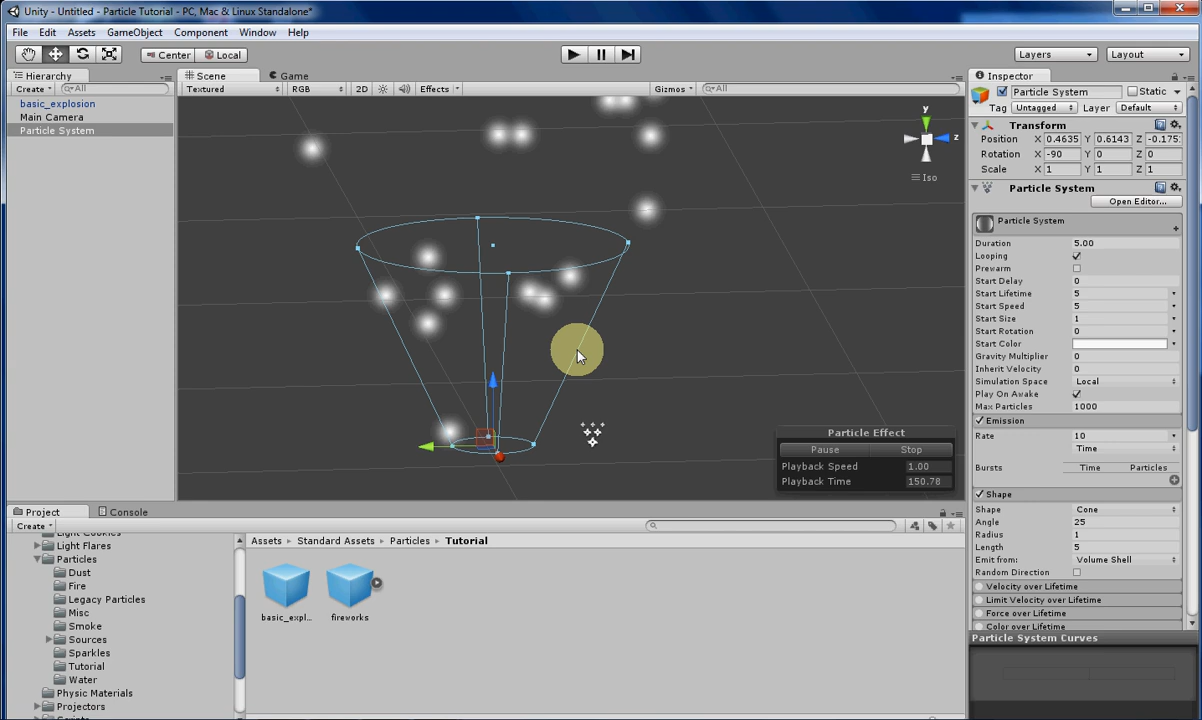 Unity - Untitled - Particle Tutorial - PC, Mac & Linux Standalone*
File Edit Assets GameObject Component Window Help
Center Local Layers Layout
Hierarchy
Create All
basic_explosion
Main Camera
Particle System
Scene Game
Textured RGB 2D Effects Gizmos All
y
z
Iso
Particle Effect
Pause Stop
Playback Speed 1.00
Playback Time 150.78
Inspector
Particle System Static
Tag Untagged Layer Default
Transform
Position X 0.4635 Y 0.6143 Z -0.175
Rotation X -90 Y 0 Z 0
Scale X 1 Y 1 Z 1
Particle System
Open Editor...
Particle System
Duration 5.00
Looping
Prewarm
Start Delay 0
Start Lifetime 5
Start Speed 5
Start Size 1
Start Rotation 0
Start Color
Gravity Multiplier 0
Inherit Velocity 0
Simulation Space Local
Play On Awake
Max Particles 1000
Emission
Rate 10
Time
Bursts Time Particles
Shape
Shape Cone
Angle 25
Radius 1
Length 5
Emit from: Volume Shell
Random Direction
Velocity over Lifetime
Limit Velocity over Lifetime
Force over Lifetime
Color over Lifetime
Particle System Curves
Project Console
Create
Light Cookies
Light Flares
Particles
Dust
Fire
Legacy Particles
Misc
Smoke
Sources
Sparkles
Tutorial
Water
Physic Materials
Projectors
Assets Standard Assets Particles Tutorial
basic_expl... fireworks